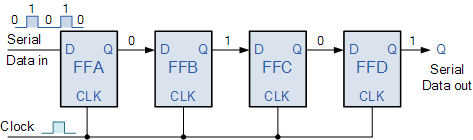 1 1
0 0 0
Serial
Data in
D Q 0 D Q 1 D Q 0 D Q 1 Q
FFA FFB FFC FFD
CLK CLK CLK CLK
Serial
Data out
Clock